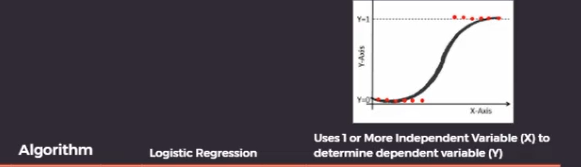 Y=1
Y-Axis
Y=0
X-Axis
Uses 1 or More Independent Variable (X) to
determine dependent variable (Y)
Algorithm
Logistic Regression